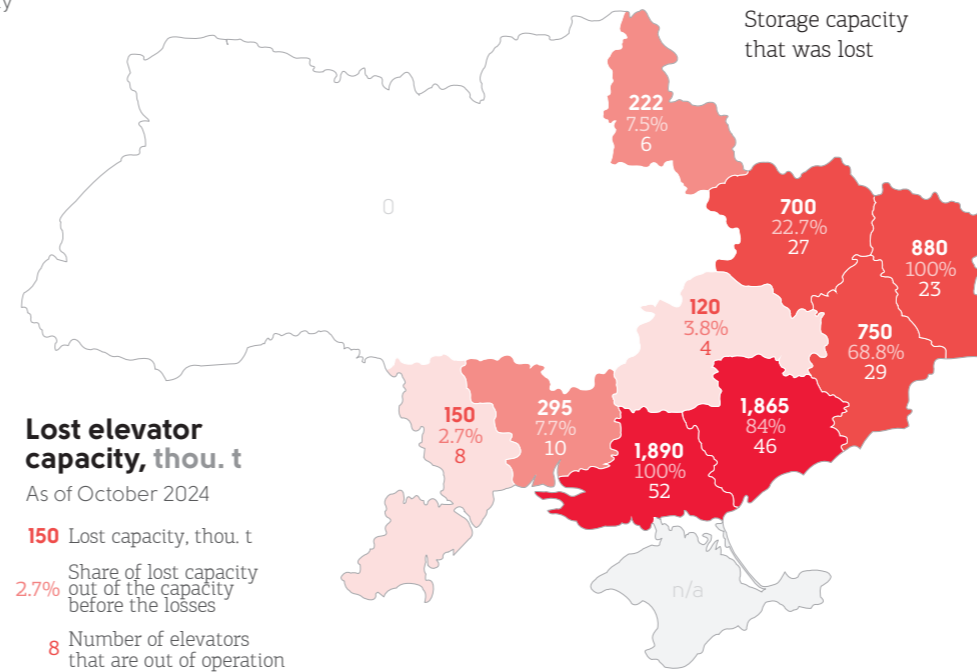 Storage capacity
that was lost
222
7.5%
6
0
700
22.7%
27
880
100%
23
120
3.8%
4
750
68.8%
29
150
2.7%
8
295
7.7%
10
1,890
100%
52
1,865
84%
46
n/a
Lost elevator
capacity, thou. t
As of October 2024
150 Lost capacity, thou. t
2.7% Share of lost capacity
out of the capacity
before the losses
8 Number of elevators
that are out of operation